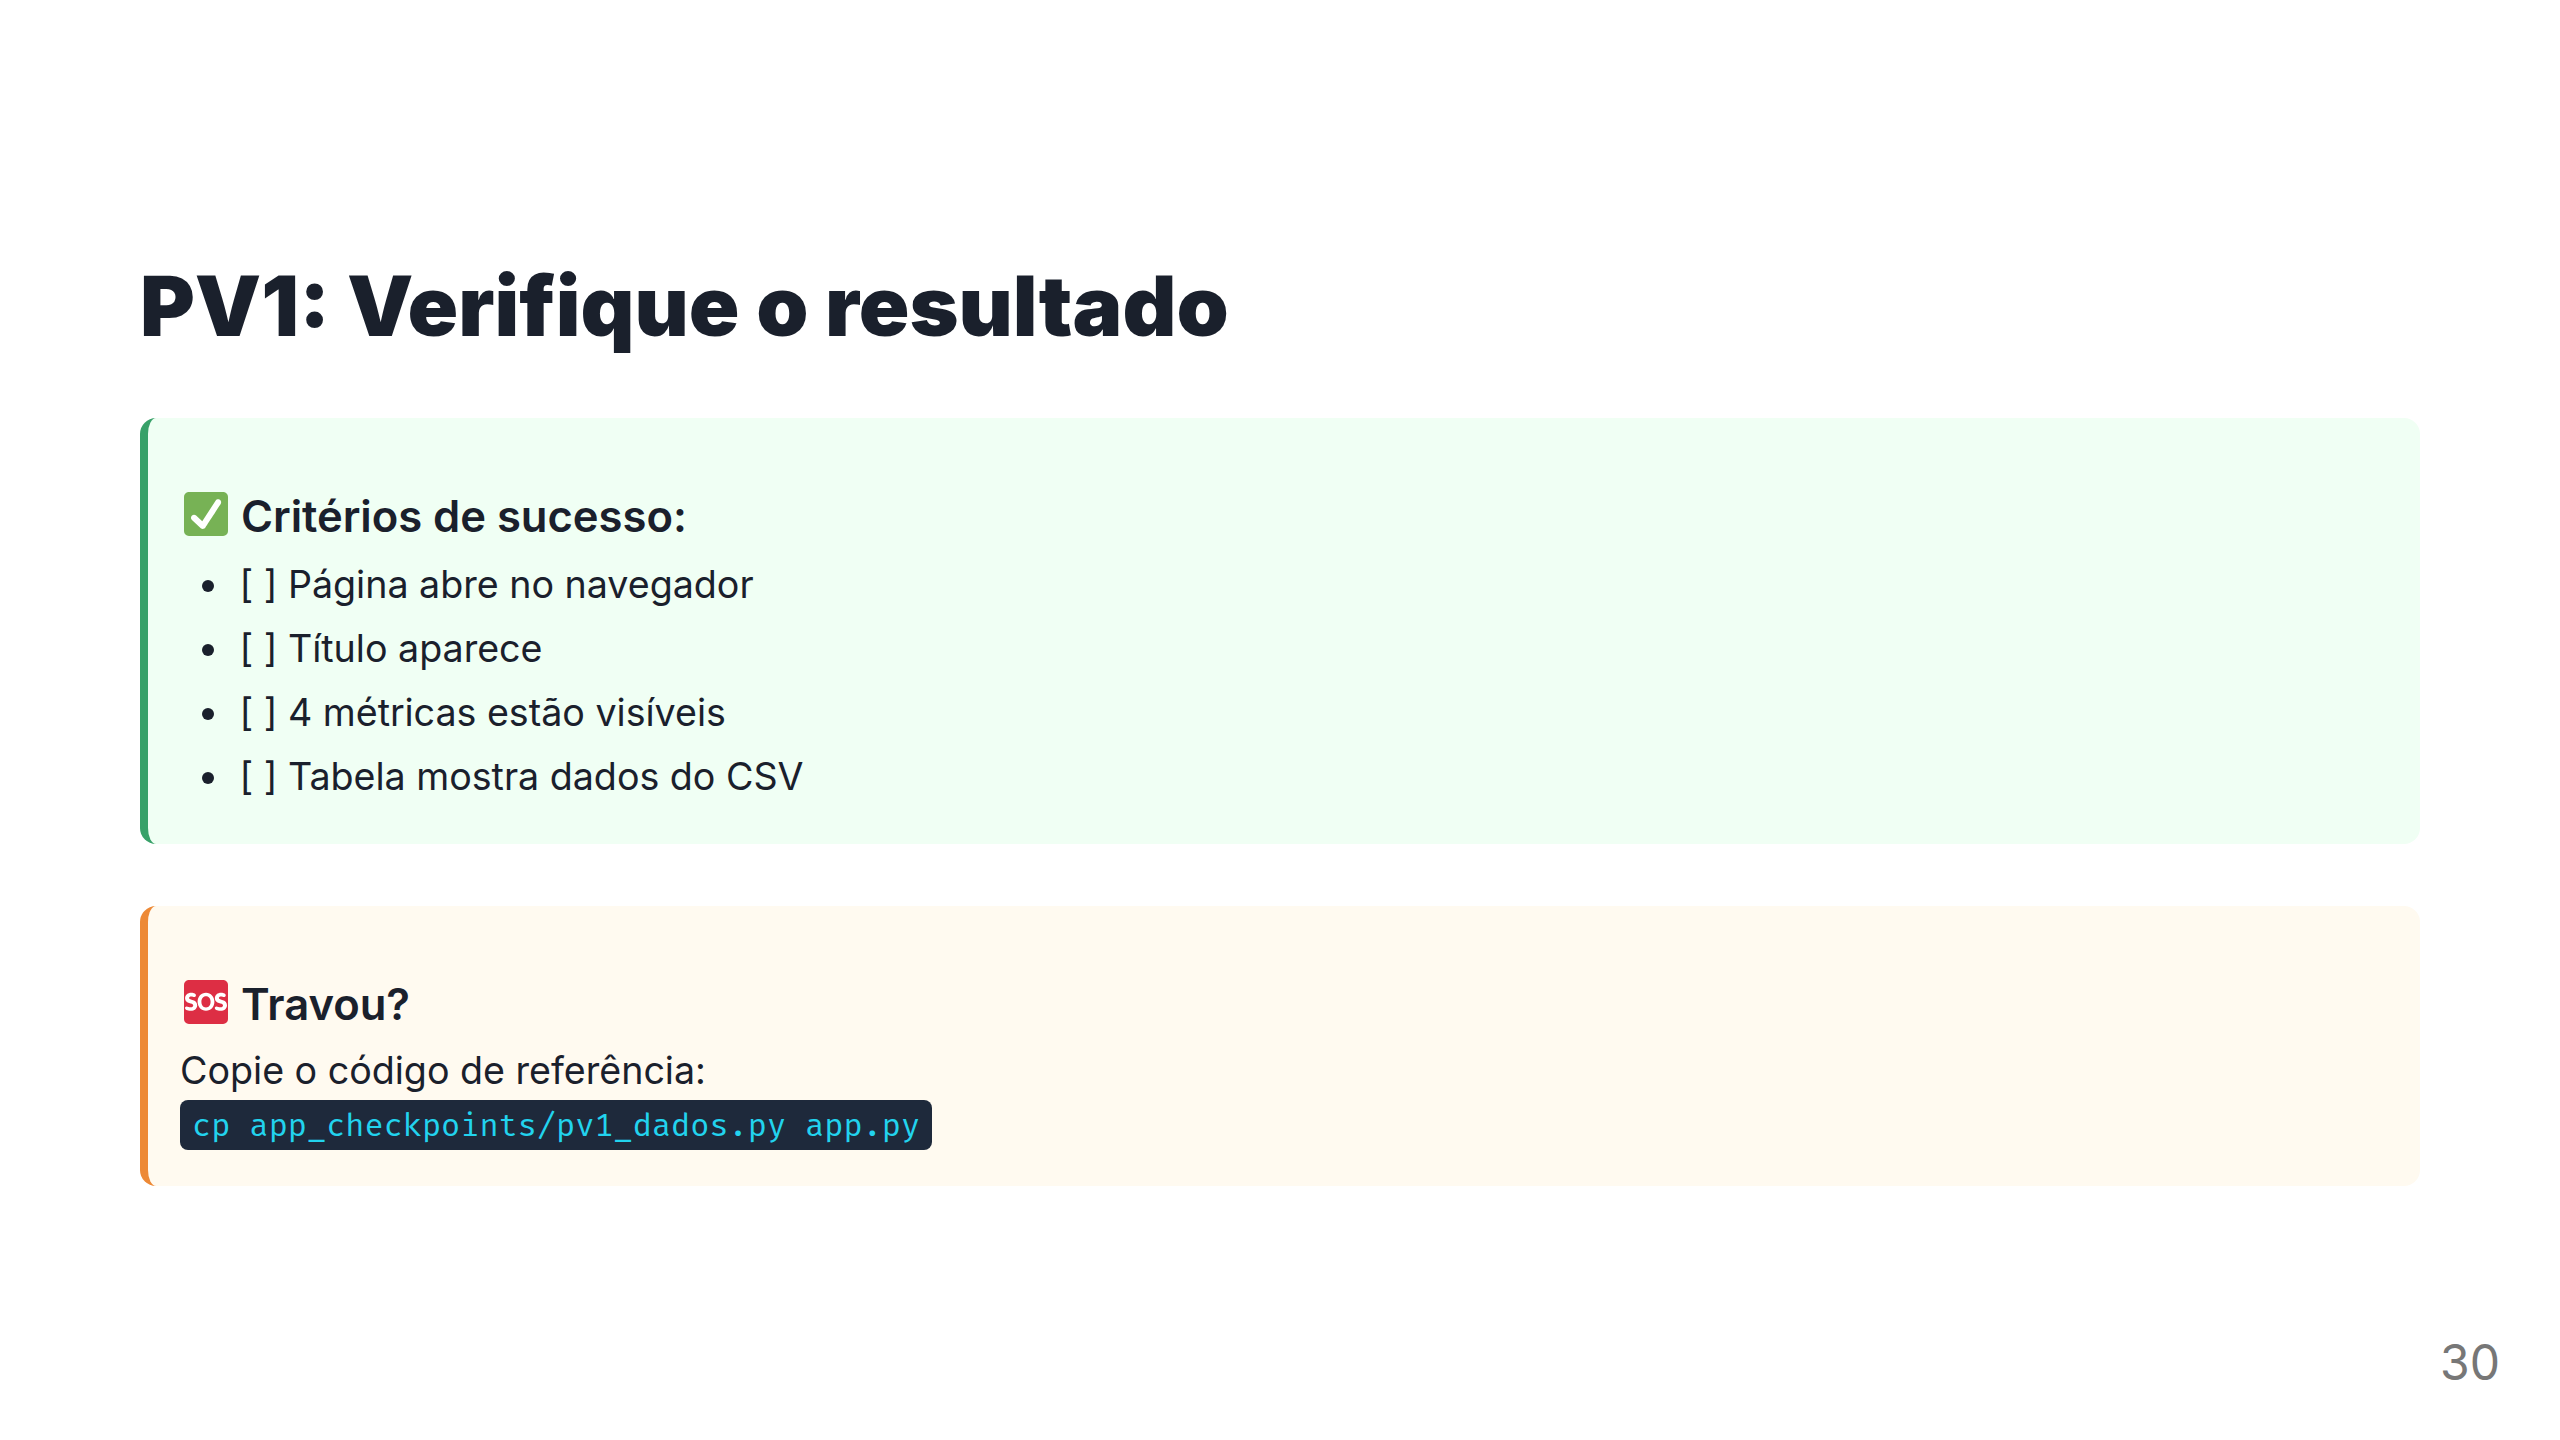 PV1: Verifique o resultado
✅ Critérios de sucesso:
• [ ] Página abre no navegador
• [ ] Título aparece
• [ ] 4 métricas estão visíveis
• [ ] Tabela mostra dados do CSV
🆘 Travou?
Copie o código de referência:
cp app_checkpoints/pv1_dados.py app.py
30